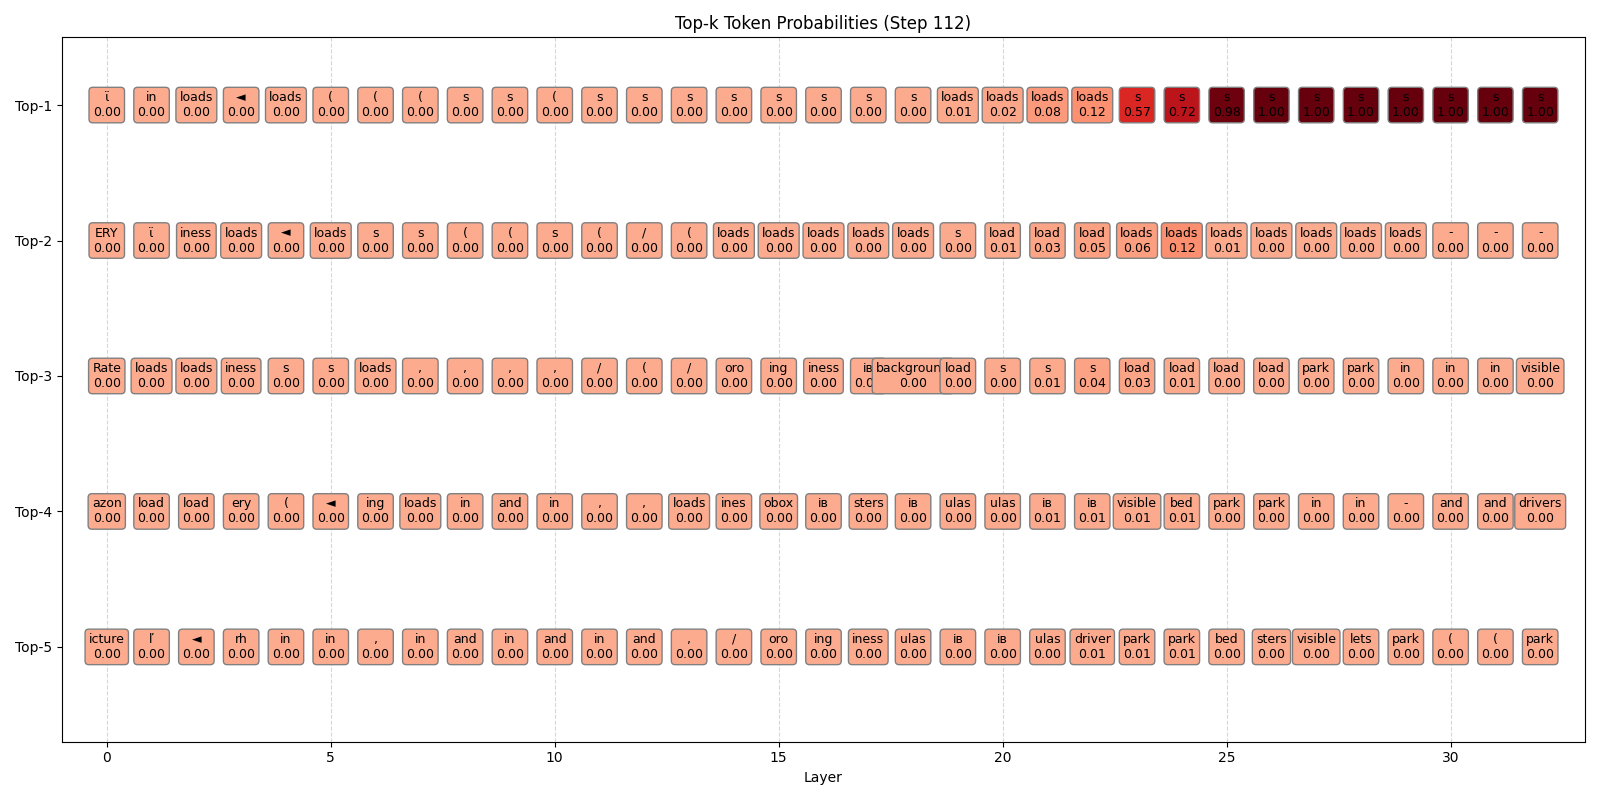 Top-k Token Probabilities (Step 112)
Top-1
in loads ◄ loads ( ( ( s s ( s s s s s s s s loads loads loads loads s s s s s s s s s s
0.00 0.00 0.00 0.00 0.00 0.00 0.00 0.00 0.00 0.00 0.00 0.00 0.00 0.00 0.00 0.00 0.00 0.00 0.00 0.01 0.02 0.08 0.12 0.57 0.72 0.98 1.00 1.00 1.00 1.00 1.00 1.00 1.00
Top-2
ERY iness loads ◄ loads s s ( ( s ( / ( loads loads loads loads loads s load load load loads loads loads loads loads loads loads - - -
0.00 0.00 0.00 0.00 0.00 0.00 0.00 0.00 0.00 0.00 0.00 0.00 0.00 0.00 0.00 0.00 0.00 0.00 0.00 0.00 0.01 0.03 0.05 0.06 0.12 0.01 0.00 0.00 0.00 0.00 0.00 0.00 0.00
Top-3
Rate loads loads iness s s loads , , , , / ( / oro ing iness ів backgroun load s s s load load load load park park in in in visible
0.00 0.00 0.00 0.00 0.00 0.00 0.00 0.00 0.00 0.00 0.00 0.00 0.00 0.00 0.00 0.00 0.00 0.0 0.00 0.00 0.00 0.01 0.04 0.03 0.01 0.00 0.00 0.00 0.00 0.00 0.00 0.00 0.00
Top-4
azon load load ery ( ◄ ing loads in and in , , loads ines obox ів sters ів ulas ulas ів ів visible bed park park in in - and and drivers
0.00 0.00 0.00 0.00 0.00 0.00 0.00 0.00 0.00 0.00 0.00 0.00 0.00 0.00 0.00 0.00 0.00 0.00 0.00 0.00 0.00 0.01 0.01 0.01 0.01 0.00 0.00 0.00 0.00 0.00 0.00 0.00 0.00
Top-5
icture ◄ rh in in , in and in and in and , / oro ing iness ulas ів ів ulas driver park park bed sters visible lets park ( ( park
0.00 0.00 0.00 0.00 0.00 0.00 0.00 0.00 0.00 0.00 0.00 0.00 0.00 0.00 0.00 0.00 0.00 0.00 0.00 0.00 0.00 0.00 0.01 0.01 0.01 0.00 0.00 0.00 0.00 0.00 0.00 0.00 0.00
0 5 10 15 20 25 30
Layer